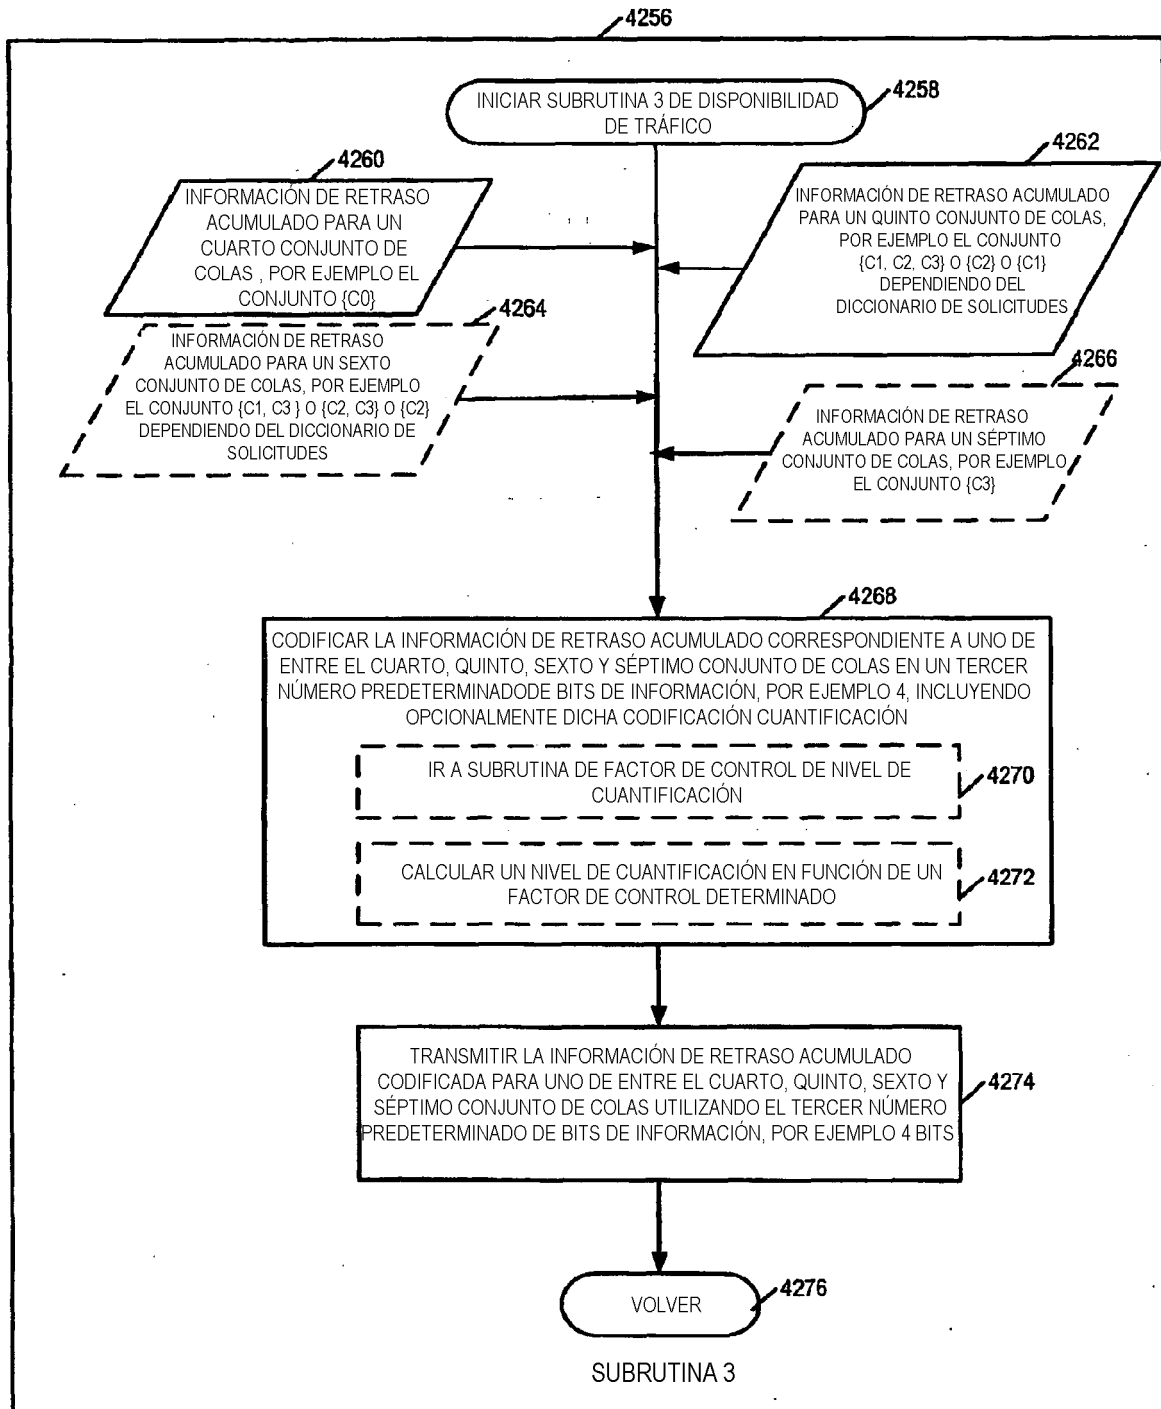 4256
INICIAR SUBRUTINA 3 DE DISPONIBILIDAD
DE TRÁFICO
4258
4260
INFORMACIÓN DE RETRASO
ACUMULADO PARA UN
CUARTO CONJUNTO DE
COLAS , POR EJEMPLO EL
CONJUNTO {C0}
4262
INFORMACIÓN DE RETRASO ACUMULADO
PARA UN QUINTO CONJUNTO DE COLAS,
POR EJEMPLO EL CONJUNTO
{C1, C2, C3} O {C2} O {C1}
DEPENDIENDO DEL
DICCIONARIO DE SOLICITUDES
4264
INFORMACIÓN DE RETRASO
ACUMULADO PARA UN SEXTO
CONJUNTO DE COLAS, POR EJEMPLO
EL CONJUNTO {C1, C3 } O {C2, C3} O {C2}
DEPENDIENDO DEL DICCIONARIO DE
SOLICITUDES
4266
INFORMACIÓN DE RETRASO
ACUMULADO PARA UN SÉPTIMO
CONJUNTO DE COLAS, POR EJEMPLO
EL CONJUNTO {C3}
4268
CODIFICAR LA INFORMACIÓN DE RETRASO ACUMULADO CORRESPONDIENTE A UNO DE
ENTRE EL CUARTO, QUINTO, SEXTO Y SÉPTIMO CONJUNTO DE COLAS EN UN TERCER
NÚMERO PREDETERMINADODE BITS DE INFORMACIÓN, POR EJEMPLO 4, INCLUYENDO
OPCIONALMENTE DICHA CODIFICACIÓN CUANTIFICACIÓN
IR A SUBRUTINA DE FACTOR DE CONTROL DE NIVEL DE
CUANTIFICACIÓN
4270
CALCULAR UN NIVEL DE CUANTIFICACIÓN EN FUNCIÓN DE UN
FACTOR DE CONTROL DETERMINADO
4272
TRANSMITIR LA INFORMACIÓN DE RETRASO ACUMULADO
CODIFICADA PARA UNO DE ENTRE EL CUARTO, QUINTO, SEXTO Y
SÉPTIMO CONJUNTO DE COLAS UTILIZANDO EL TERCER NÚMERO
PREDETERMINADO DE BITS DE INFORMACIÓN, POR EJEMPLO 4 BITS
4274
VOLVER
4276
SUBRUTINA 3